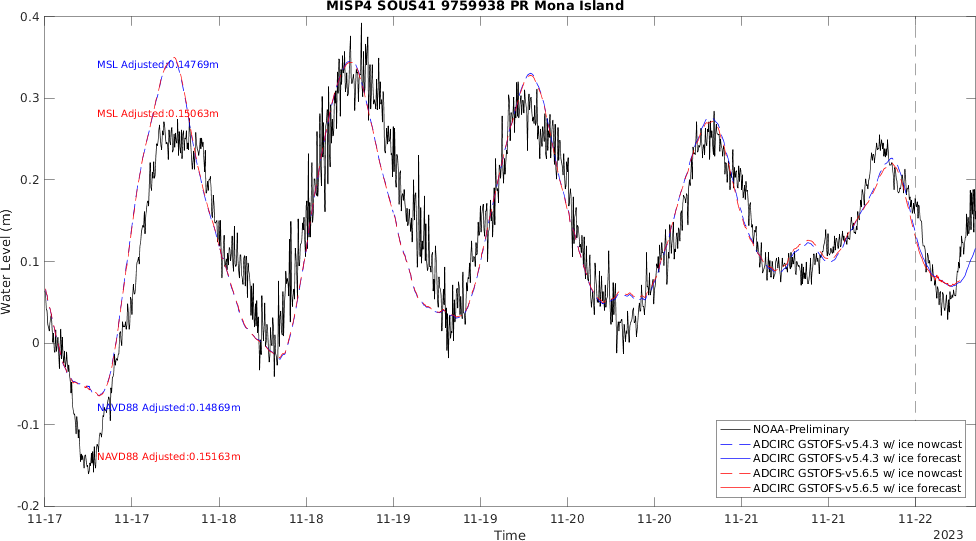 MISP4 SOUS41 9759938 PR Mona Island
Water Level (m)
0.4
0.3
0.2
0.1
0
-0.1
-0.2
MSL Adjusted:0.14769m
MSL Adjusted:0.15063m
NAVD88 Adjusted:0.14869m
NAVD88 Adjusted:0.15163m
NOAA-Preliminary
ADCIRC GSTOFS-v5.4.3 w/ ice nowcast
ADCIRC GSTOFS-v5.4.3 w/ ice forecast
ADCIRC GSTOFS-v5.6.5 w/ ice nowcast
ADCIRC GSTOFS-v5.6.5 w/ ice forecast
11-17 11-17 11-18 11-18 11-19 11-19 11-20 11-20 11-21 11-21 11-22
Time
2023